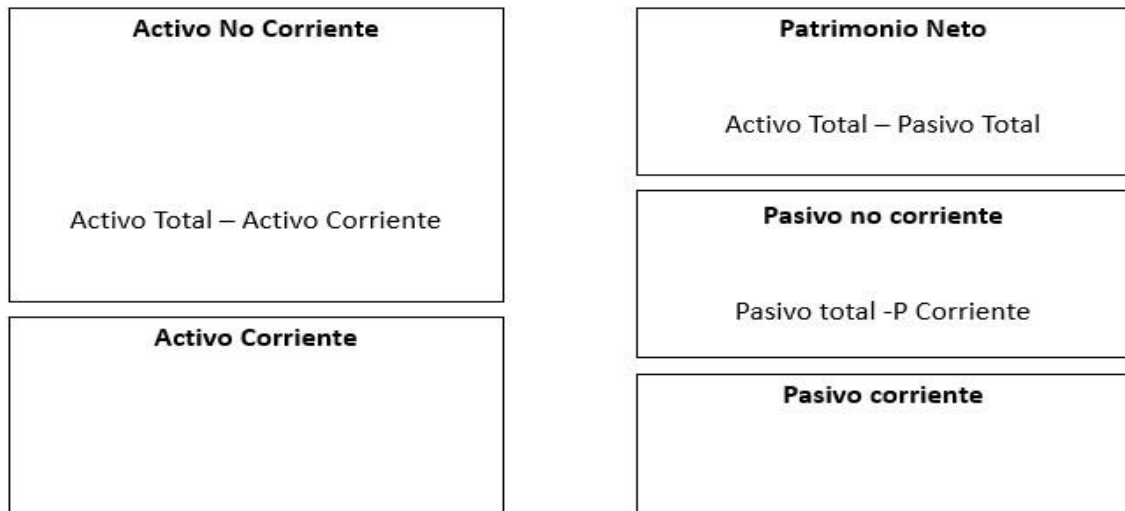 Activo No Corriente
Activo Total – Activo Corriente
Activo Corriente
Patrimonio Neto
Activo Total – Pasivo Total
Pasivo no corriente
Pasivo total -P Corriente
Pasivo corriente